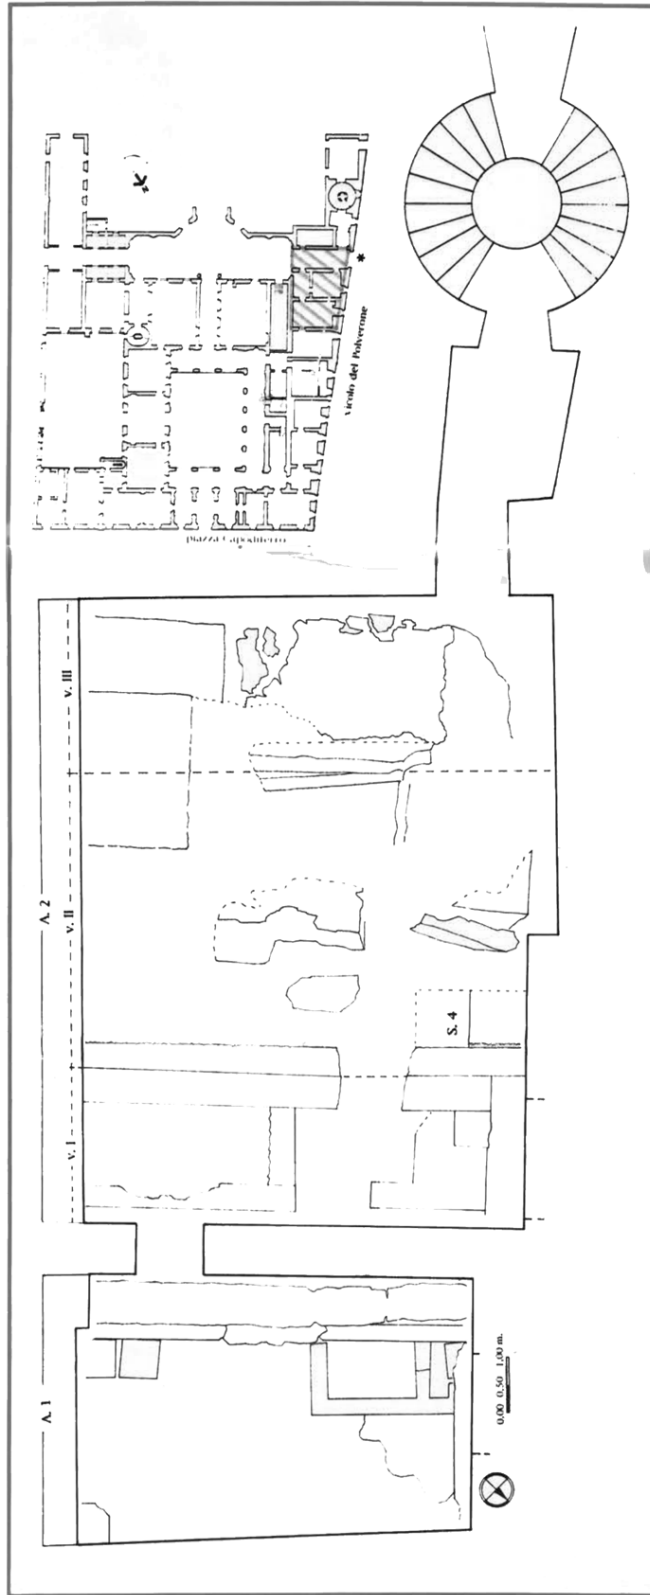 A. 1
A. 2
v. I
v. II
v. III
S. 4
0,00 0,50 1,00 m.
piazza Capodiferro
vicolo del Polverone
*